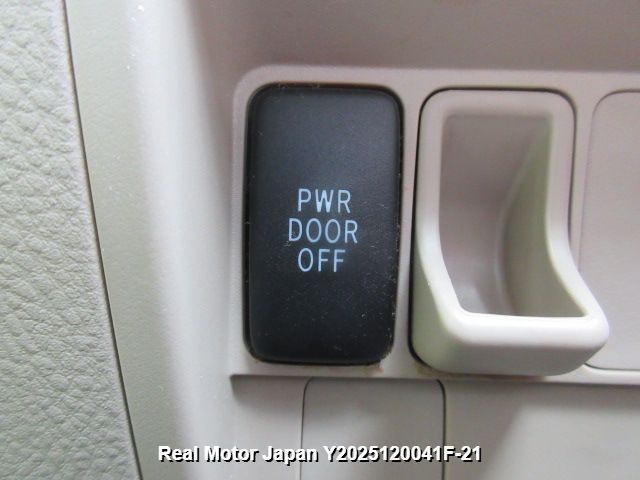 PWR
DOOR
OFF
Real Motor Japan Y2025120041F-21